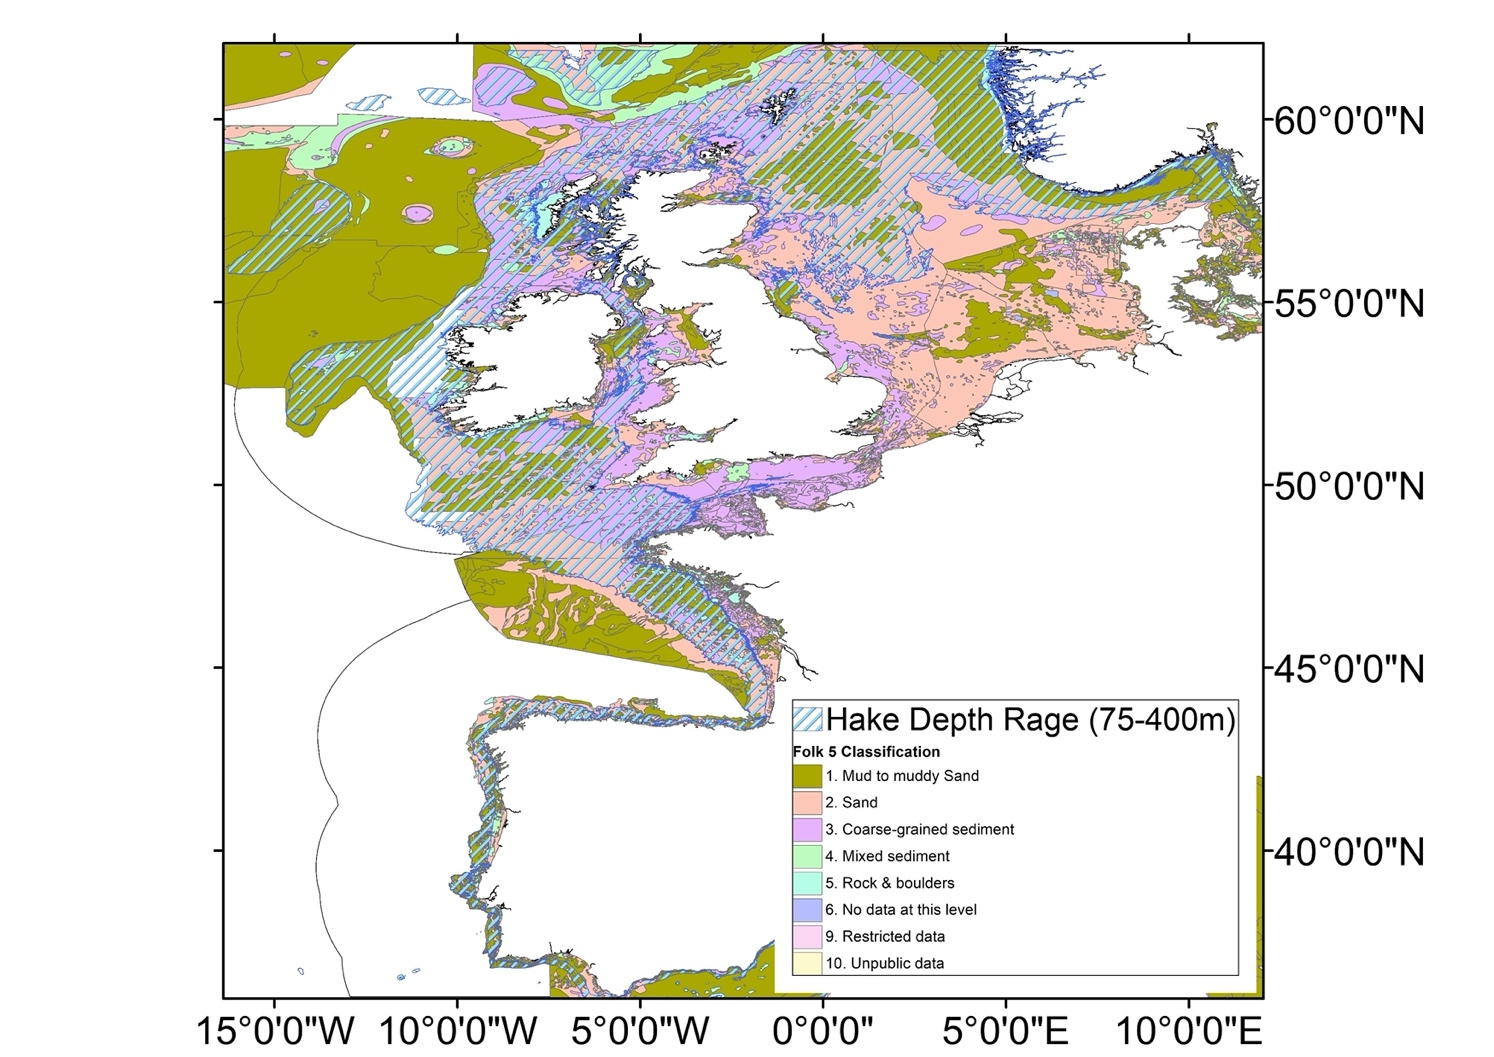 60°0'0"N
55°0'0"N
50°0'0"N
45°0'0"N
Hake Depth Rage (75-400m)
Folk 5 Classification
1. Mud to muddy Sand
2. Sand
3. Coarse-grained sediment
4. Mixed sediment
5. Rock & boulders
6. No data at this level
9. Restricted data
10. Unpublic data
40°0'0"N
15°0'0"W 10°0'0"W 5°0'0"W 0°0'0" 5°0'0"E 10°0'0"E